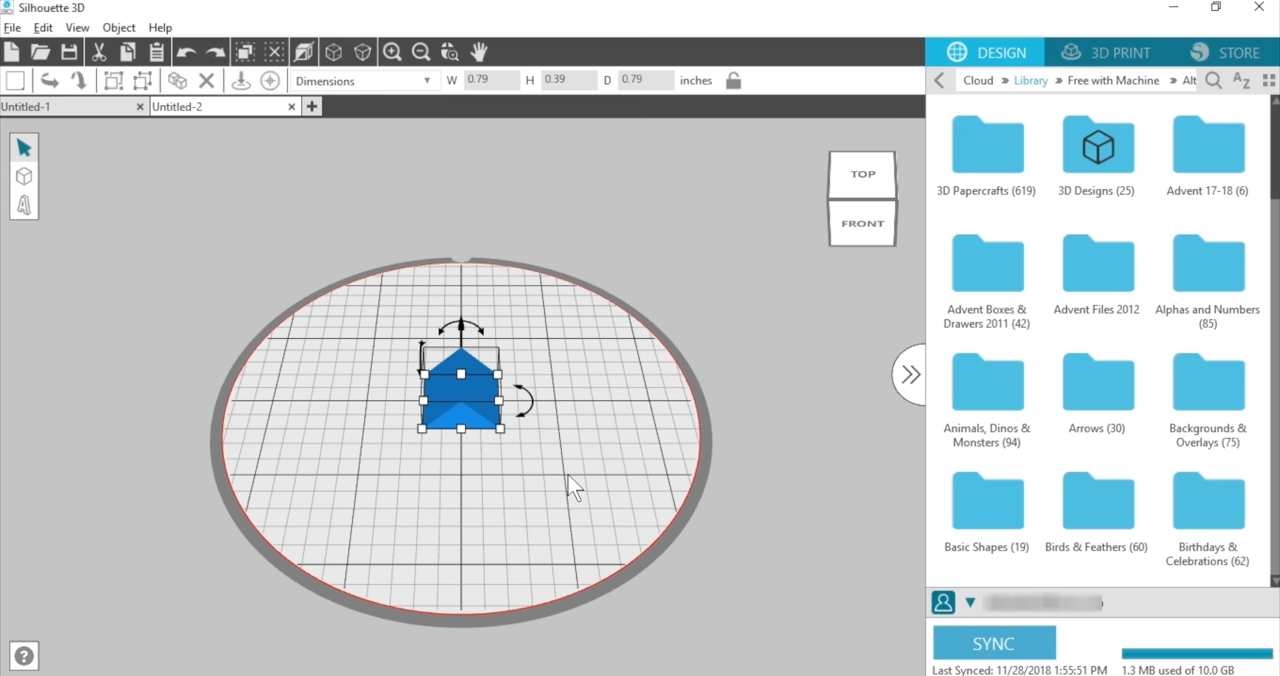 Silhouette 3D
File Edit View Object Help
DESIGN 3D PRINT STORE
Dimensions W 0.79 H 0.39 D 0.79 inches
Cloud » Library » Free with Machine » Alt
Untitled-1
Untitled-2
TOP
FRONT
3D Papercrafts (619)
3D Designs (25)
Advent 17-18 (6)
Advent Boxes &
Drawers 2011 (42)
Advent Files 2012
Alphas and Numbers
(85)
Animals, Dinos &
Monsters (94)
Arrows (30)
Backgrounds &
Overlays (75)
Basic Shapes (19)
Birds & Feathers (60)
Birthdays &
Celebrations (62)
SYNC
Last Synced: 11/28/2018 1:55:51 PM
1.3 MB used of 10.0 GB